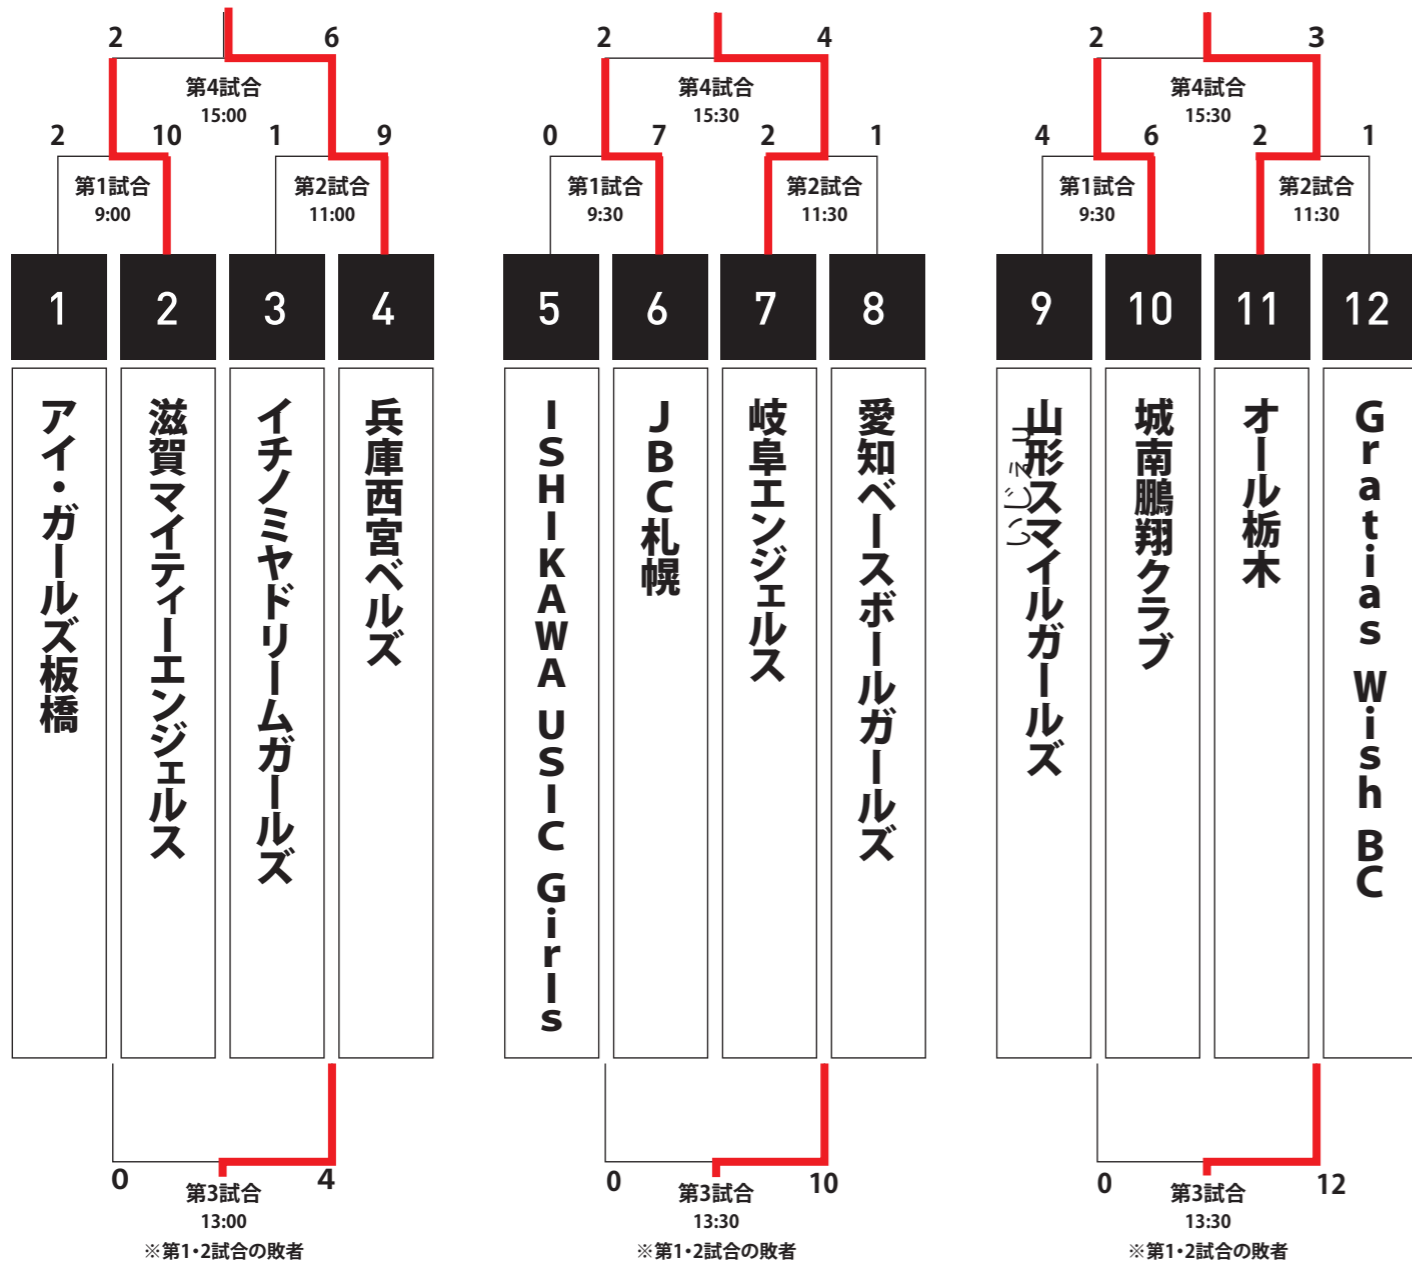 2 6 2 4 2 3
第4試合 第4試合 第4試合
15:00 15:30 15:30
2 10 1 9 0 7 2 1 4 6 2 1
第1試合 第2試合 第1試合 第2試合 第1試合 第2試合
9:00 11:00 9:30 11:30 9:30 11:30
1 2 3 4 5 6 7 8 9 10 11 12
アイ・ガールズ板橋
滋賀マイティーエンジェルス
イチノミヤドリームガールズ
兵庫西宮ベルズ
ISHIKAWA USIC Girls
JBC札幌
岐阜エンジェルス
愛知ベースボールガールズ
山形スマイルガールズ
城南鵬翔クラブ
オール栃木
Gratias Wish BC
0 4 0 10 0 12
第3試合 第3試合 第3試合
13:00 13:30 13:30
※第1・2試合の敗者 ※第1・2試合の敗者 ※第1・2試合の敗者